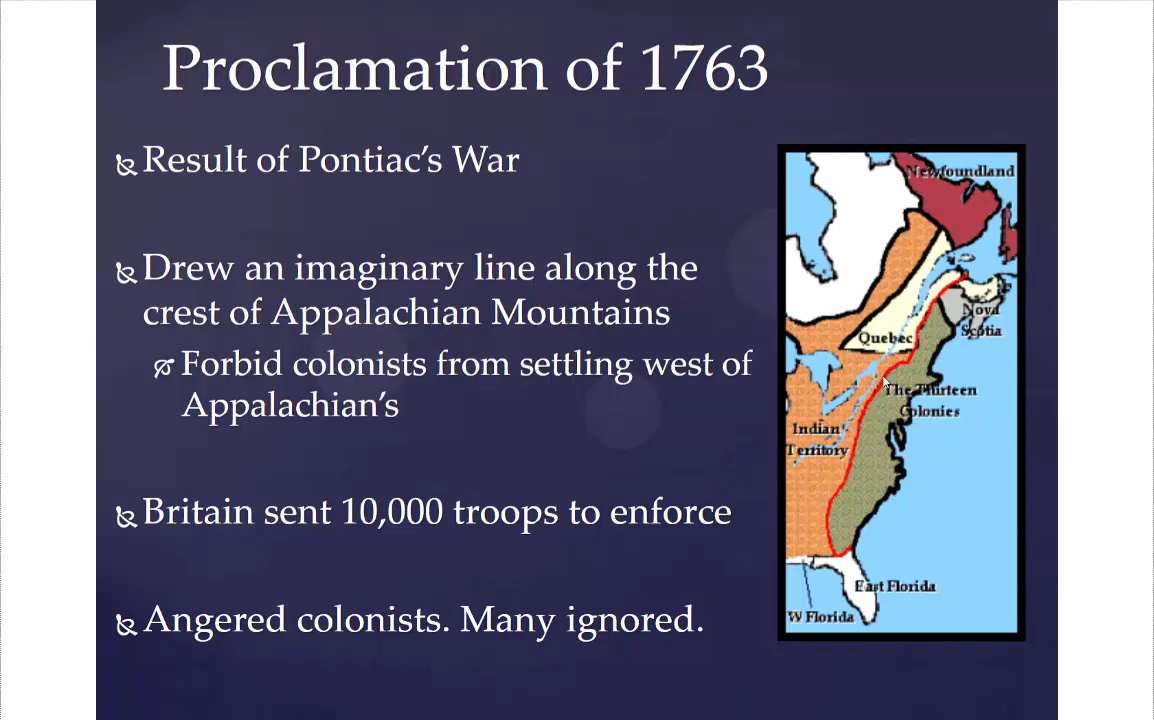 Proclamation of 1763
Result of Pontiac's War
Drew an imaginary line along the
crest of Appalachian Mountains
Forbid colonists from settling west of
Appalachian's
Britain sent 10,000 troops to enforce
Angered colonists. Many ignored.
Newfoundland
Nova
Scotia
Quebec
The Thirteen
Colonies
Indian
Territory
East Florida
W Florida